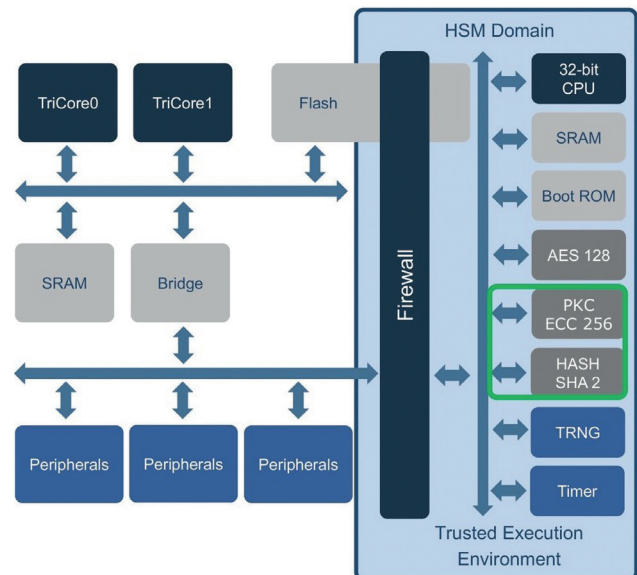 HSM Domain
TriCore0
TriCore1
Flash
32-bit
CPU
SRAM
Boot ROM
SRAM
Bridge
Firewall
AES 128
PKC
ECC 256
HASH
SHA 2
Peripherals
Peripherals
Peripherals
TRNG
Timer
Trusted Execution
Environment